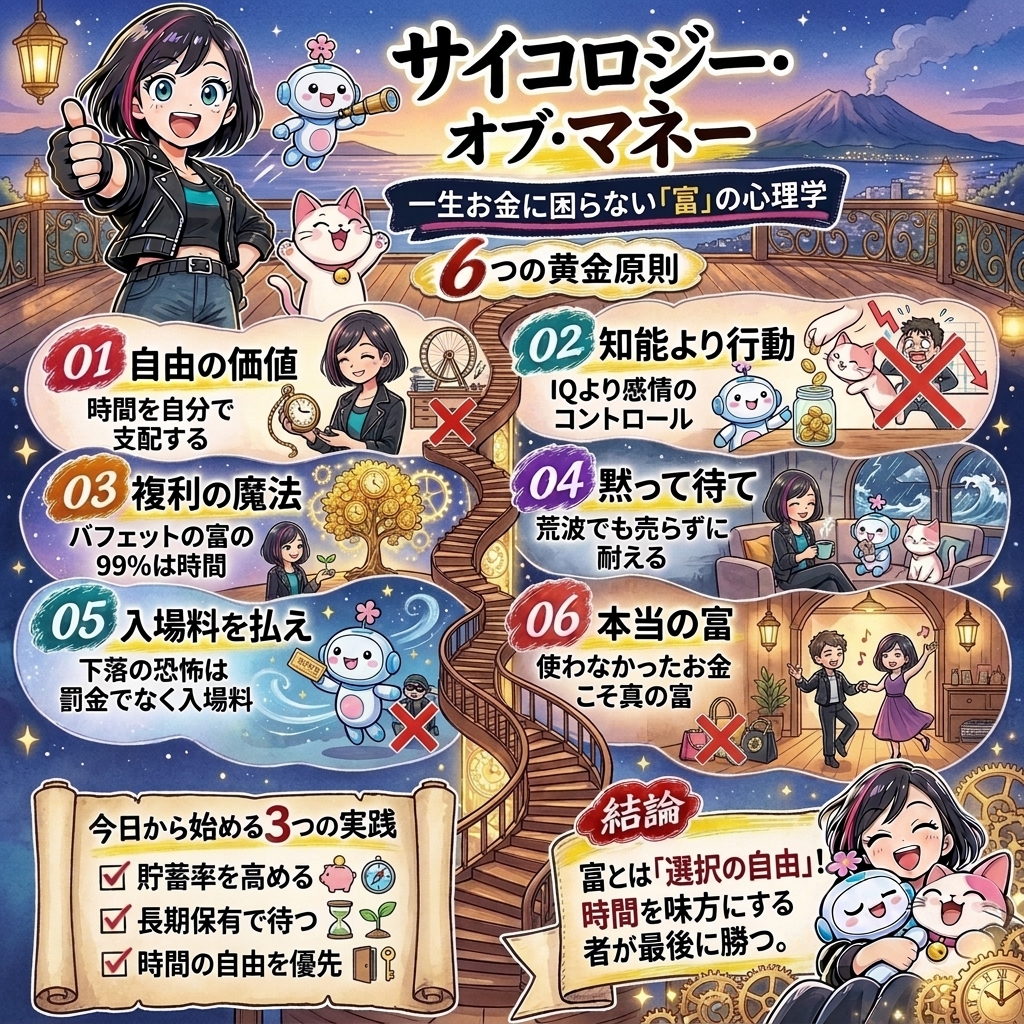 サイコロジー・
オブ・マネー
一生お金に困らない「富」の心理学
6つの黄金原則
01 自由の価値
時間を自分で
支配する
02 知能より行動
IQより感情の
コントロール
03 複利の魔法
バフェットの富の
99%は時間
04 黙って待て
荒波でも売らずに
耐える
05 入場料を払え
下落の恐怖は
罰金でなく入場料
06 本当の富
使わなかったお金
こそ真の富
今日から始める3つの実践
貯蓄率を高める
長期保有で待つ
時間の自由を優先
結論
富とは「選択の自由」!
時間を味方にする
者が最後に勝つ。